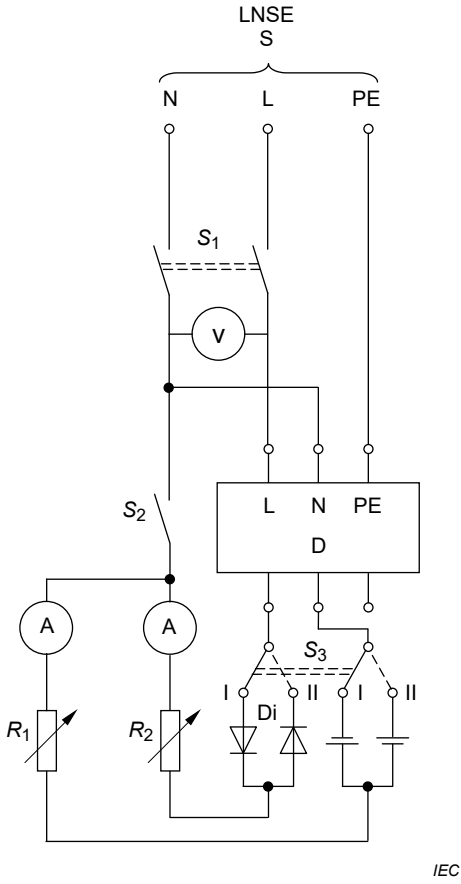 LNSE
S
N L PE
S1
V
S2
L N PE
D
A A
S3
I II I II
Di
R1 R2
IEC